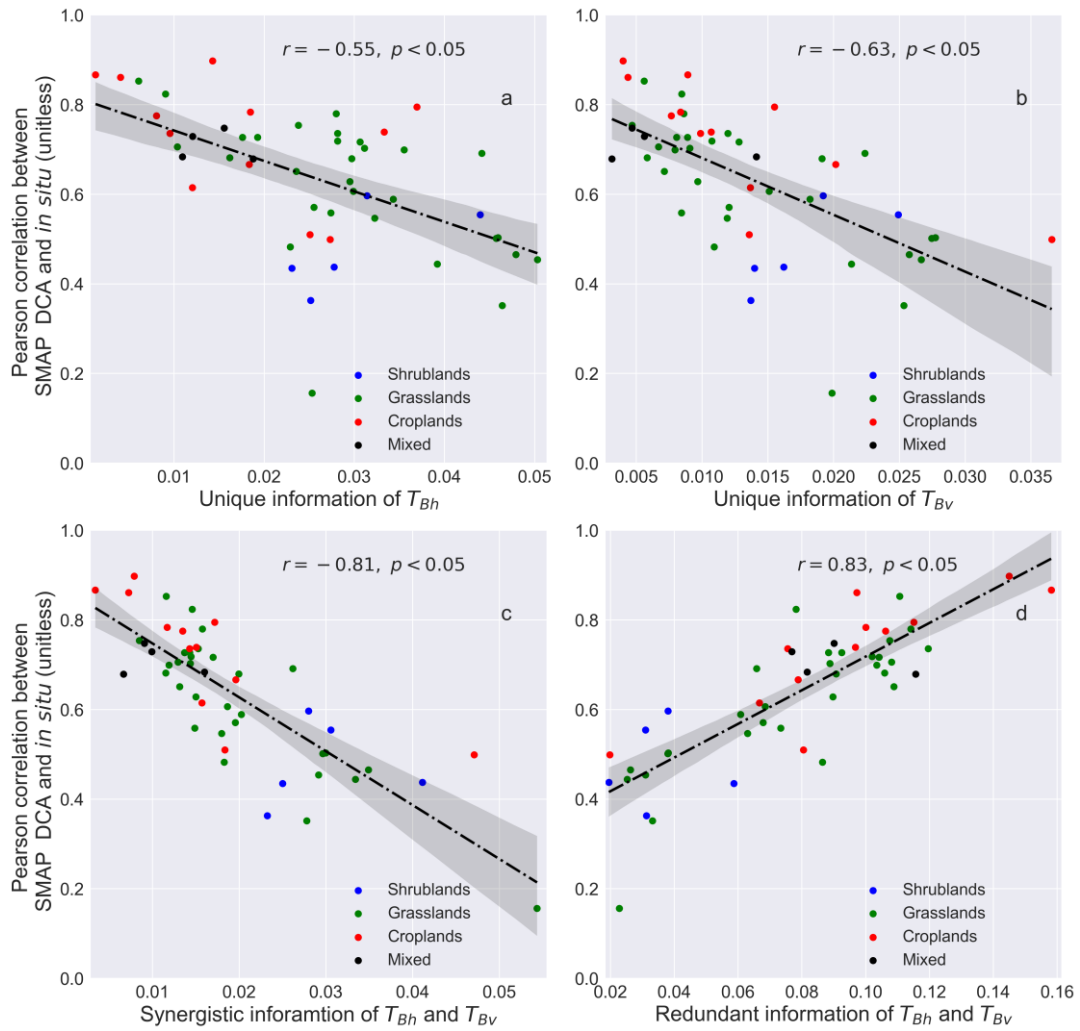 1.0
0.8
0.6
0.4
0.2
0.0
Pearson correlation between
SMAP DCA and in situ (unitless)
r = −0.55, p < 0.05
a
Shrublands
Grasslands
Croplands
Mixed
0.01 0.02 0.03 0.04 0.05
Unique information of T_Bh
1.0
0.8
0.6
0.4
0.2
0.0
r = −0.63, p < 0.05
b
Shrublands
Grasslands
Croplands
Mixed
0.005 0.010 0.015 0.020 0.025 0.030 0.035
Unique information of T_Bv
1.0
0.8
0.6
0.4
0.2
0.0
Pearson correlation between
SMAP DCA and in situ (unitless)
r = −0.81, p < 0.05
c
Shrublands
Grasslands
Croplands
Mixed
0.01 0.02 0.03 0.04 0.05
Synergistic inforamtion of T_Bh and T_Bv
1.0
0.8
0.6
0.4
0.2
0.0
r = 0.83, p < 0.05
d
Shrublands
Grasslands
Croplands
Mixed
0.02 0.04 0.06 0.08 0.10 0.12 0.14 0.16
Redundant information of T_Bh and T_Bv